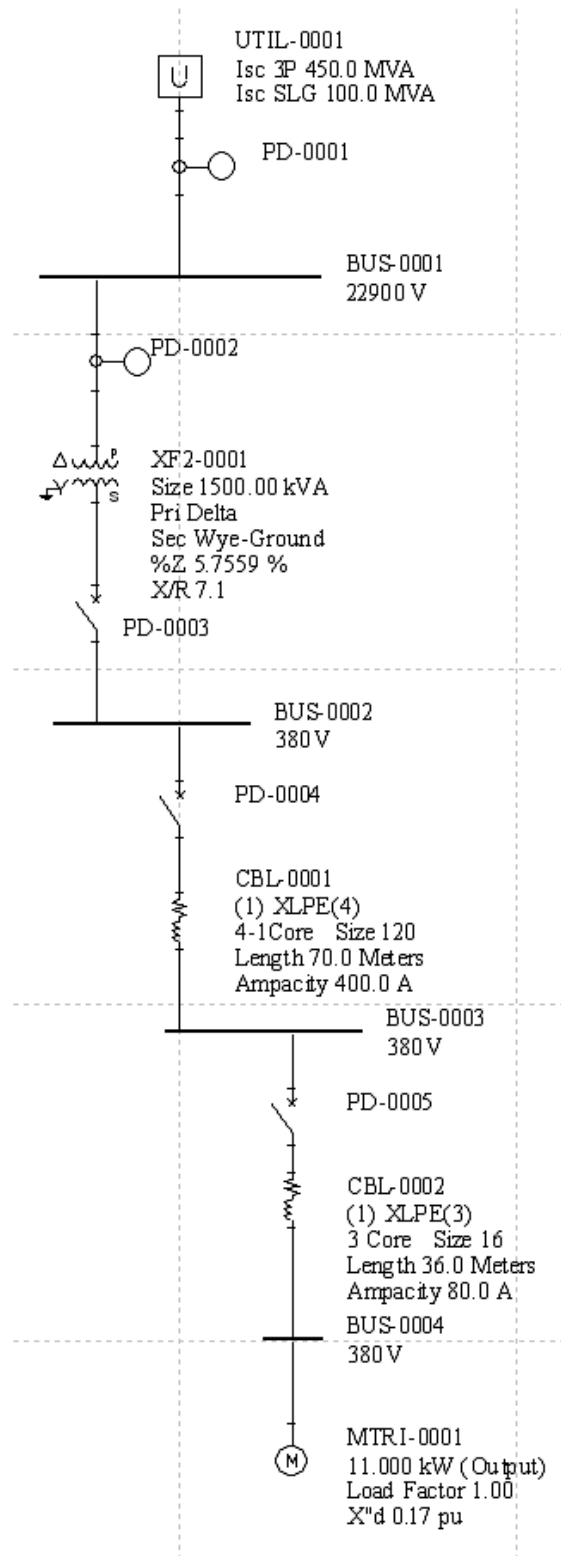 UTIL-0001
Isc 3P 450.0 MVA
Isc SLG 100.0 MVA
U
PD-0001
BUS-0001
22900 V
PD-0002
P
S
XF2-0001
Size 1500.00 kVA
Pri Delta
Sec Wye-Ground
%Z 5.7559 %
X/R 7.1
PD-0003
BUS-0002
380 V
PD-0004
CBL-0001
(1) XLPE(4)
4-1Core Size 120
Length 70.0 Meters
Ampacity 400.0 A
BUS-0003
380 V
PD-0005
CBL-0002
(1) XLPE(3)
3 Core Size 16
Length 36.0 Meters
Ampacity 80.0 A
BUS-0004
380 V
M
MTRI-0001
11.000 kW (Output)
Load Factor 1.00
X"d 0.17 pu